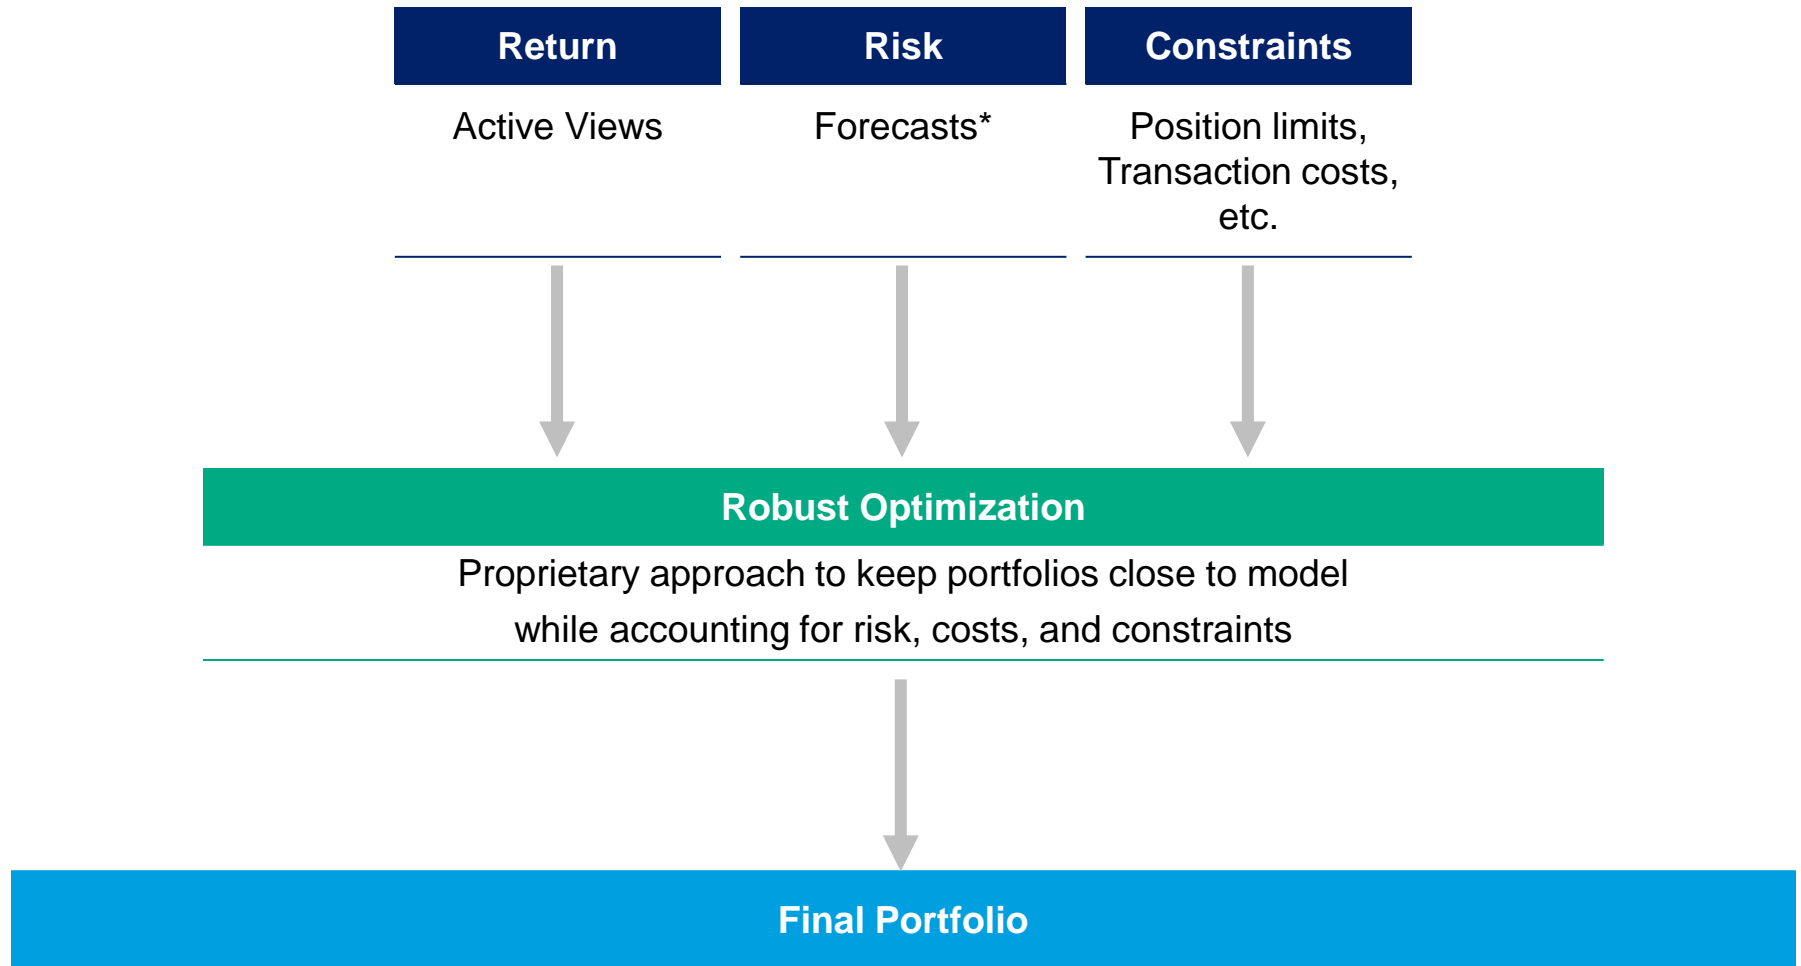 Return
Risk
Constraints
Active Views
Forecasts*
Position limits,
Transaction costs,
etc.
Robust Optimization
Proprietary approach to keep portfolios close to model
while accounting for risk, costs, and constraints
Final Portfolio